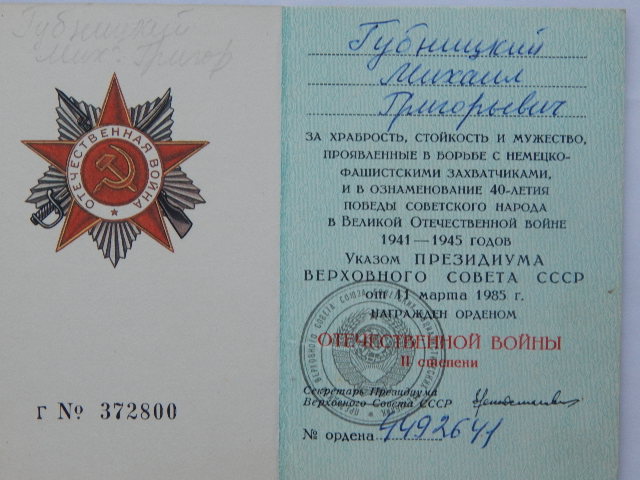 Губницкий
Мих. Григор
ОТЕЧЕСТВЕННАЯ ВОЙНА
г № 372800
Губницкий
Михаил
Григорьевич
ЗА ХРАБРОСТЬ, СТОЙКОСТЬ И МУЖЕСТВО,
ПРОЯВЛЕННЫЕ В БОРЬБЕ С НЕМЕЦКО-
ФАШИСТСКИМИ ЗАХВАТЧИКАМИ,
И В ОЗНАМЕНОВАНИЕ 40-ЛЕТИЯ
ПОБЕДЫ СОВЕТСКОГО НАРОДА
В ВЕЛИКОЙ ОТЕЧЕСТВЕННОЙ ВОЙНЕ
1941—1945 ГОДОВ
УКАЗОМ ПРЕЗИДИУМА
ВЕРХОВНОГО СОВЕТА СССР
от 11 марта 1985 г.
НАГРАЖДЕН ОРДЕНОМ
ОТЕЧЕСТВЕННОЙ ВОЙНЫ
II степени
Секретарь Президиума
Верховного Совета СССР
№ ордена 4492641